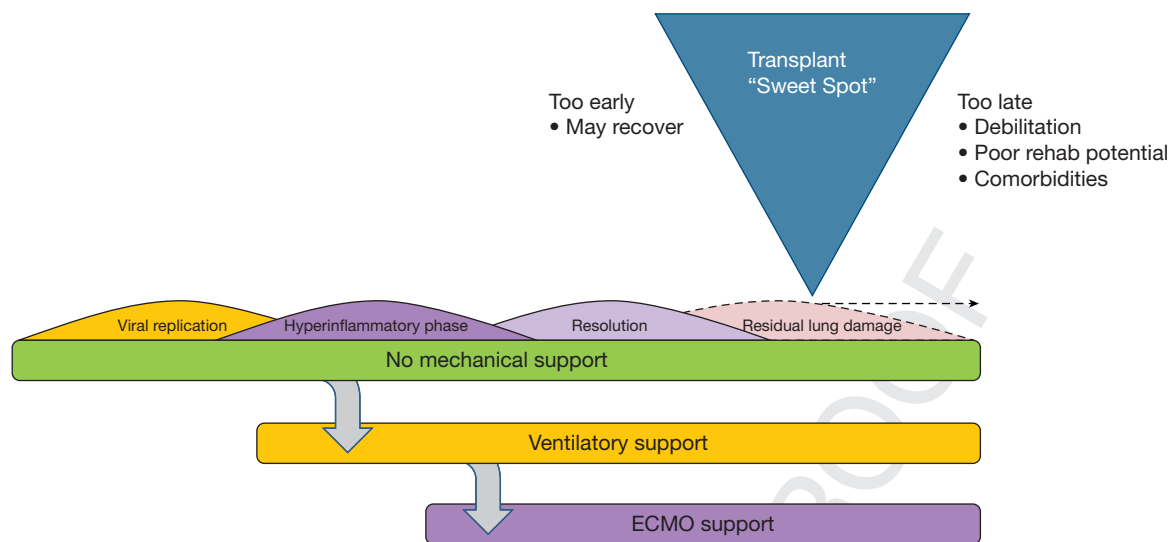 Transplant
“Sweet Spot”
Too early
• May recover
Too late
• Debilitation
• Poor rehab potential
• Comorbidities
Viral replication
Hyperinflammatory phase
Resolution
Residual lung damage
No mechanical support
Ventilatory support
ECMO support
OOF